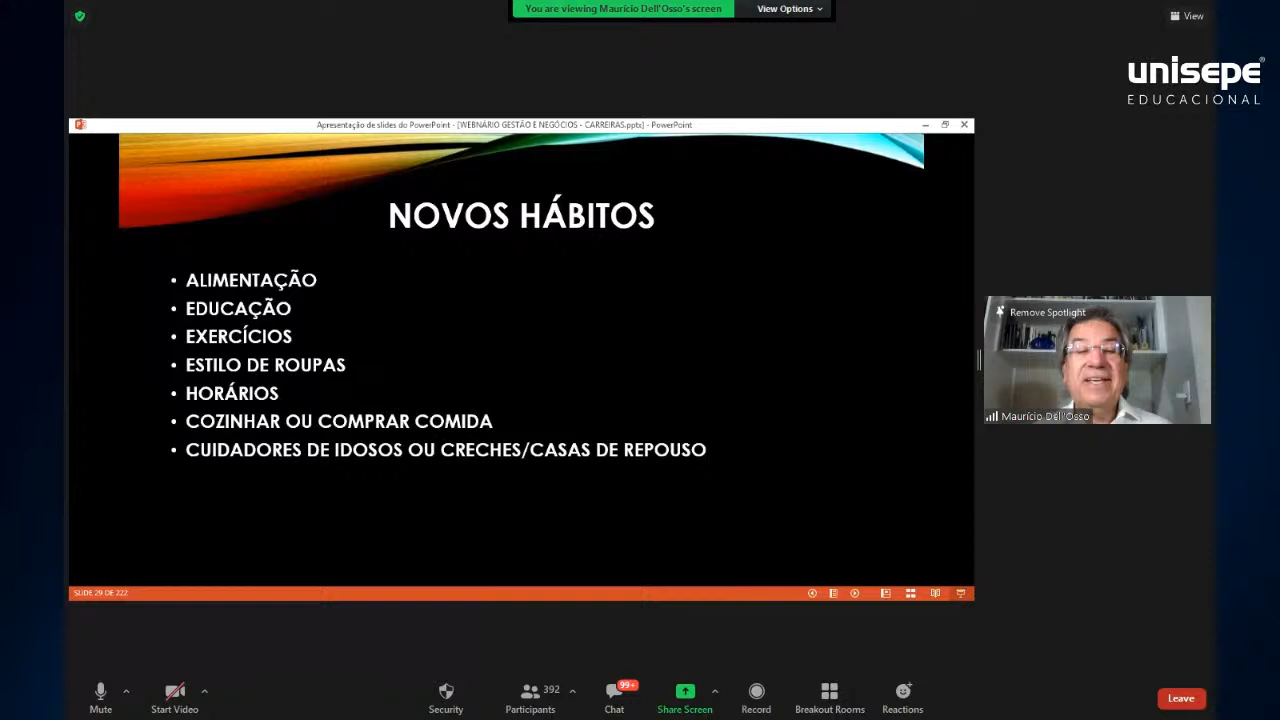 You are viewing Maurício Dell'Osso's screen
View Options
View
unisepe
EDUCACIONAL
Apresentação de slides do PowerPoint - [WEBNÁRIO GESTÃO E NEGÓCIOS - CARREIRAS.pptx] - PowerPoint
NOVOS HÁBITOS
• ALIMENTAÇÃO
• EDUCAÇÃO
• EXERCÍCIOS
• ESTILO DE ROUPAS
• HORÁRIOS
• COZINHAR OU COMPRAR COMIDA
• CUIDADORES DE IDOSOS OU CRECHES/CASAS DE REPOUSO
Remove Spotlight
Maurício Dell'Osso
SLIDE 29 DE 222
392
99+
Mute
Start Video
Security
Participants
Chat
Share Screen
Record
Breakout Rooms
Reactions
Leave